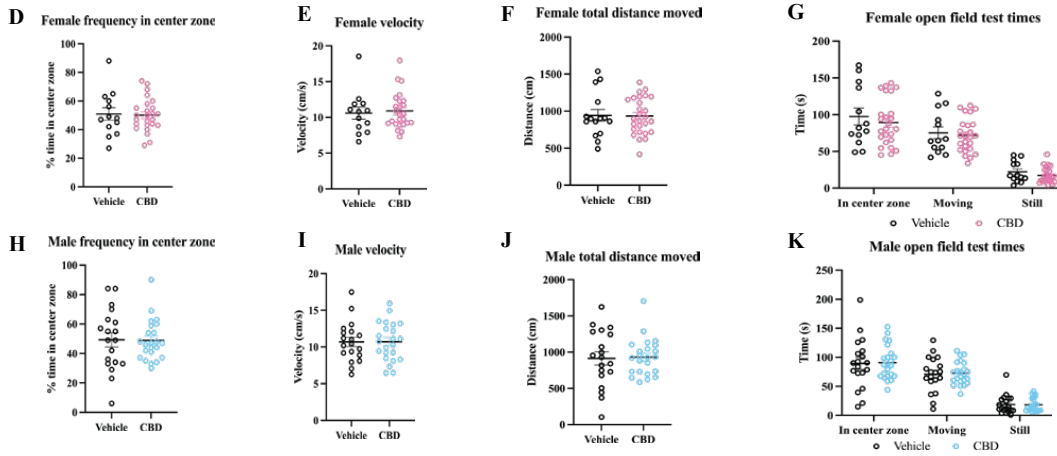 D
Female frequency in center zone
% time in center zone
100
80
60
40
20
0
Vehicle CBD
E
Female velocity
Velocity (cm/s)
20
15
10
5
0
Vehicle CBD
F
Female total distance moved
Distance (cm)
2000
1500
1000
500
0
Vehicle CBD
G
Female open field test times
Time (s)
200
150
100
50
0
In center zone Moving Still
Vehicle CBD
H
Male frequency in center zone
% time in center zone
100
80
60
40
20
0
Vehicle CBD
I
Male velocity
Velocity (cm/s)
20
15
10
5
0
Vehicle CBD
J
Male total distance moved
Distance (cm)
2000
1500
1000
500
0
Vehicle CBD
K
Male open field test times
Time (s)
250
200
150
100
50
0
In center zone Moving Still
Vehicle CBD